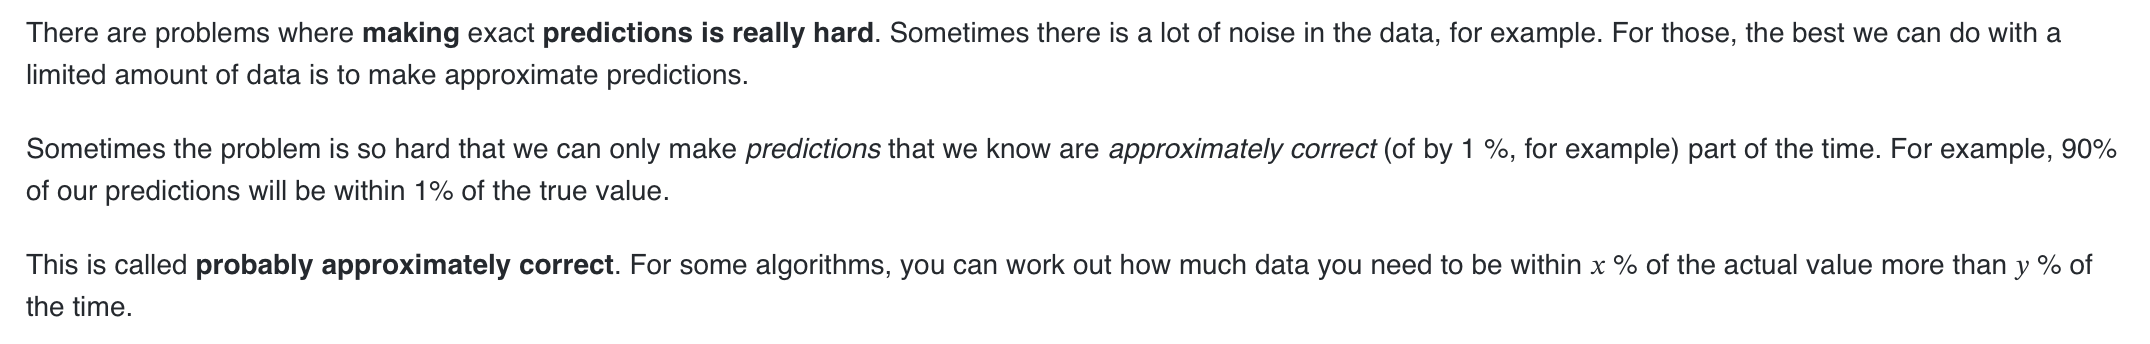 There are problems where making exact predictions is really hard. Sometimes there is a lot of noise in the data, for example. For those, the best we can do with a
limited amount of data is to make approximate predictions.
Sometimes the problem is so hard that we can only make predictions that we know are approximately correct (of by 1 %, for example) part of the time. For example, 90%
of our predictions will be within 1% of the true value.
This is called probably approximately correct. For some algorithms, you can work out how much data you need to be within x % of the actual value more than y % of
the time.